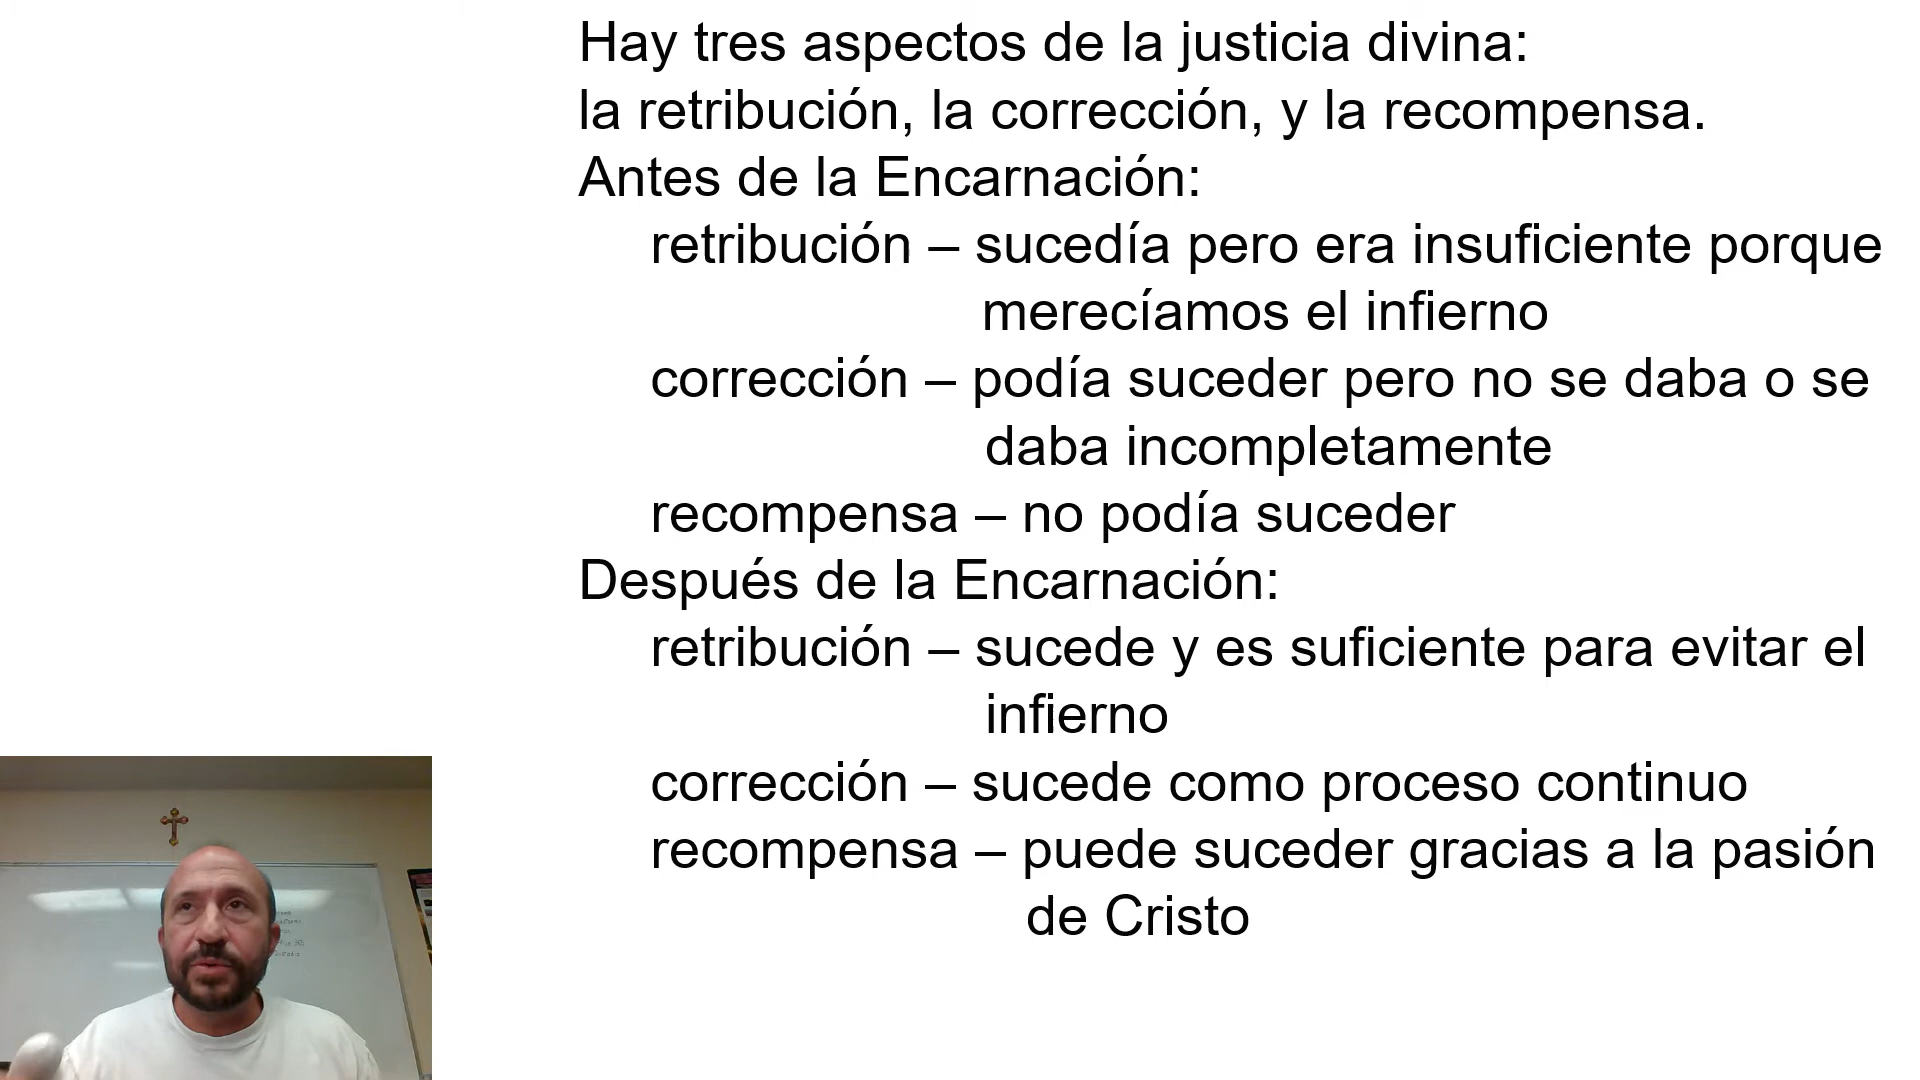 Hay tres aspectos de la justicia divina:
la retribución, la corrección, y la recompensa.
Antes de la Encarnación:
retribución – sucedía pero era insuficiente porque
merecíamos el infierno
corrección – podía suceder pero no se daba o se
daba incompletamente
recompensa – no podía suceder
Después de la Encarnación:
retribución – sucede y es suficiente para evitar el
infierno
corrección – sucede como proceso continuo
recompensa – puede suceder gracias a la pasión
de Cristo